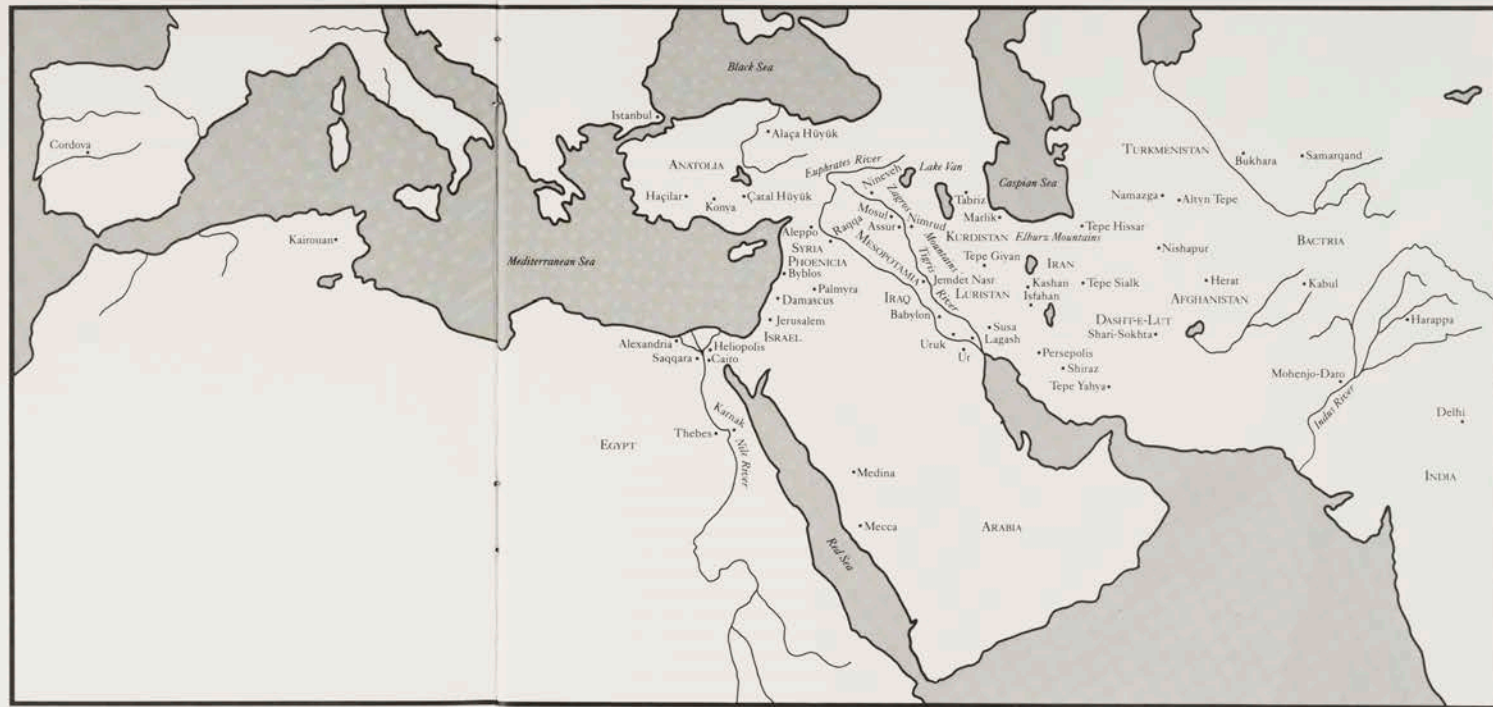 Black Sea
Istanbul
Alaça Hüyük
Cordova
ANATOLIA
Euphrates River
Lake Van
Caspian Sea
TURKMENISTAN
Bukhara
Samarqand
Nineveh
Haçilar
Konya
Çatal Hüyük
Zagros Mountains
Tabriz
Namazga
Altyn Tepe
Mosul
Nimrud
Marlik
Aleppo
Raqqa
Assur
KURDISTAN
Elburz Mountains
Tepe Hissar
BACTRIA
Kairouan
SYRIA
Mediterranean Sea
PHOENICIA
MESOPOTAMIA
Tigris River
Tepe Giyan
IRAN
Nishapur
Byblos
Palmyra
Jemdet Nasr
Kashan
Tepe Sialk
Herat
Kabul
Damascus
IRAQ
LURISTAN
Isfahan
AFGHANISTAN
Jerusalem
Babylon
DASHT-E-LUT
Harappa
ISRAEL
Susa
Shari-Sokhta
Alexandria
Heliopolis
Uruk
Lagash
Saqqara
Cairo
Ur
Persepolis
Shiraz
Mohenjo-Daro
Tepe Yahya
Indus River
Karnak
Delhi
Thebes
EGYPT
Nile River
Medina
INDIA
Mecca
ARABIA
Red Sea